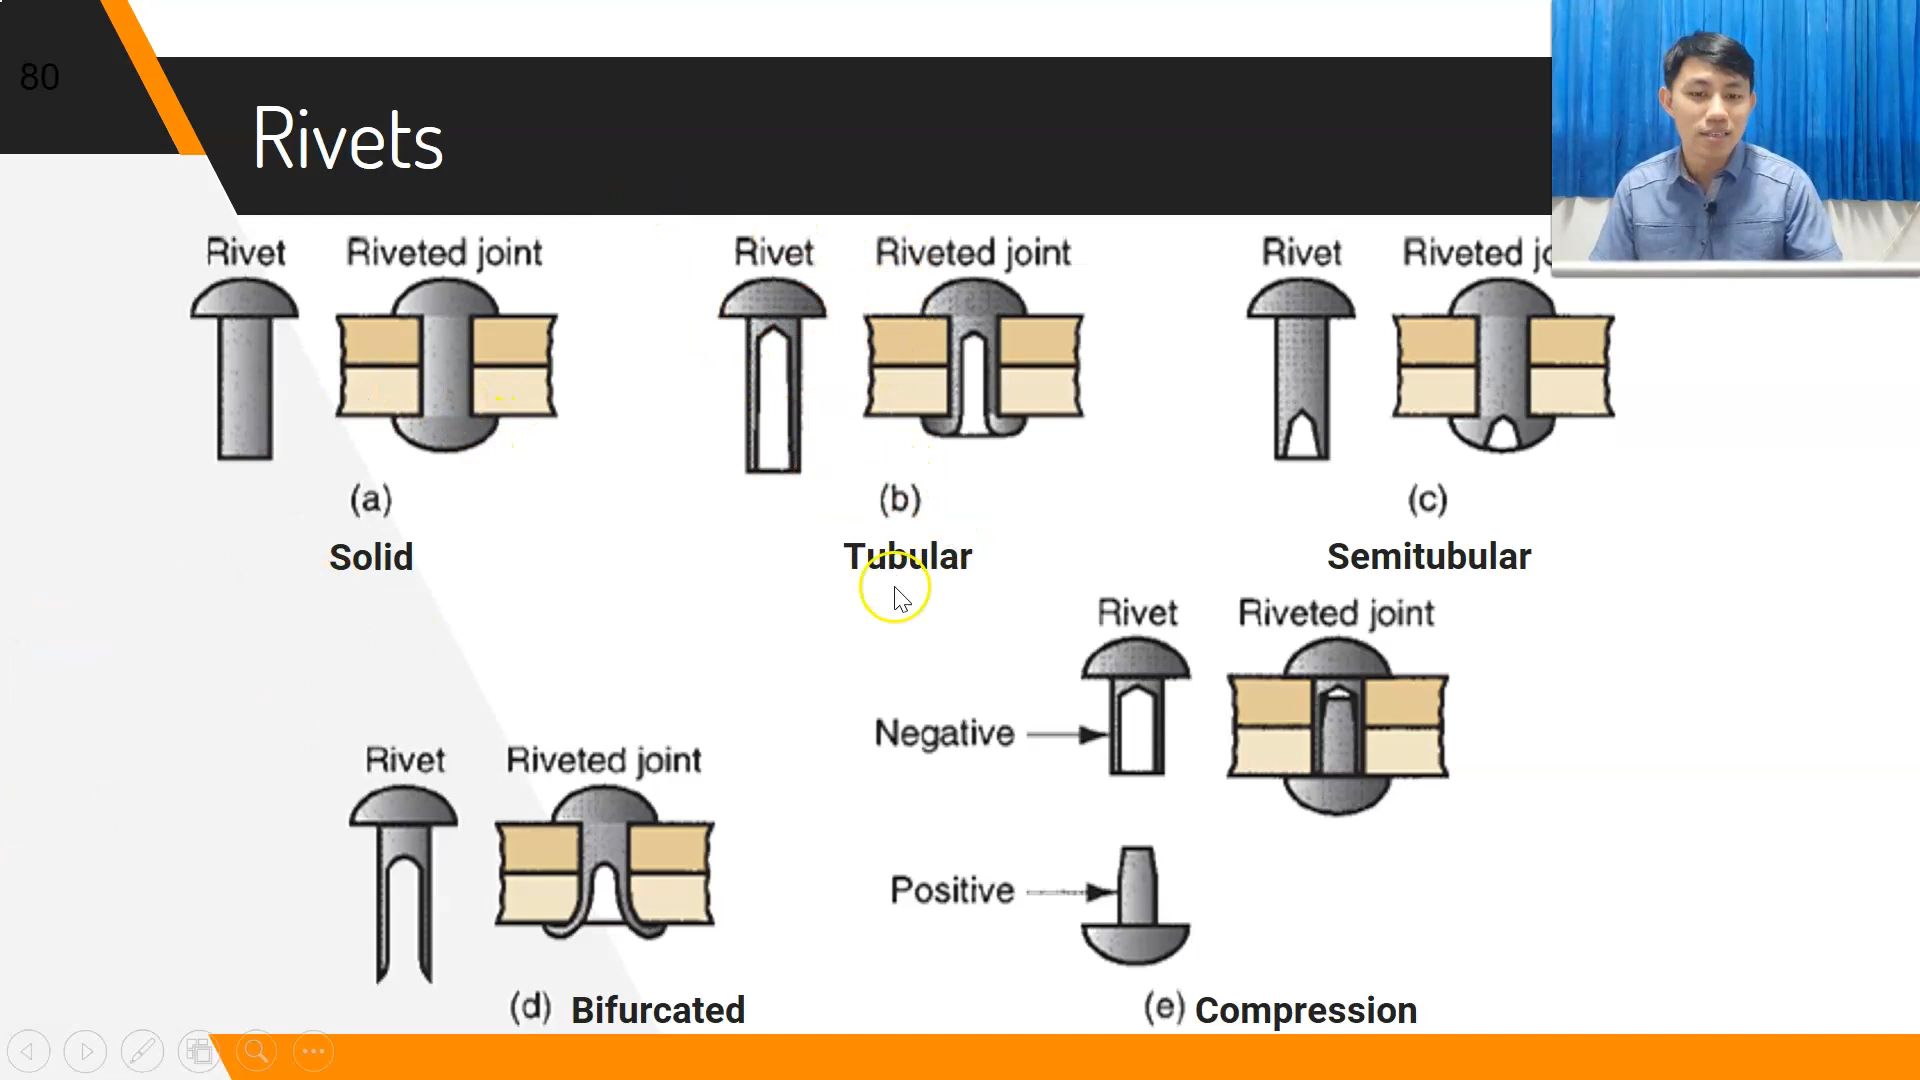 80
Rivets
Rivet Riveted joint
Rivet Riveted joint
Rivet Riveted
(a)
(b)
(c)
Solid
Tubular
Semitubular
Rivet Riveted joint
Negative
Rivet Riveted joint
Positive
(d) Bifurcated
(e) Compression